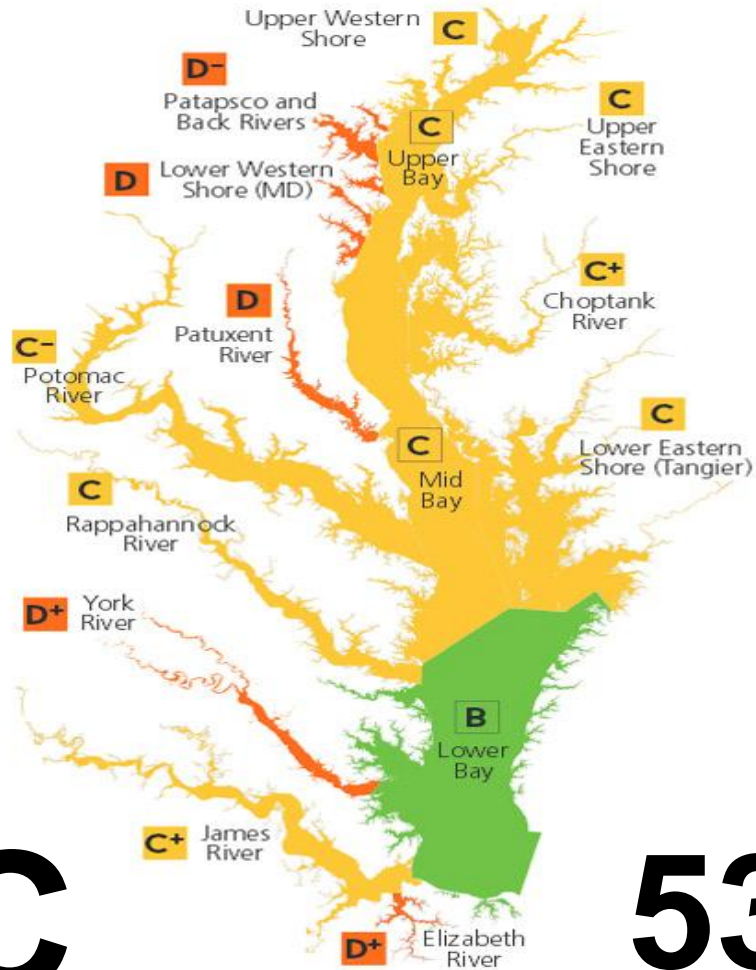 Upper Western
Shore
C
D-
Patapsco and
Back Rivers
C
Upper
Bay
C
Upper
Eastern
Shore
D
Lower Western
Shore (MD)
C+
Choptank
River
D
Patuxent
River
C-
Potomac
River
C
Lower Eastern
Shore (Tangier)
C
Mid
Bay
C
Rappahannock
River
D+
York
River
B
Lower
Bay
C+
James
River
C
53
D+
Elizabeth
River